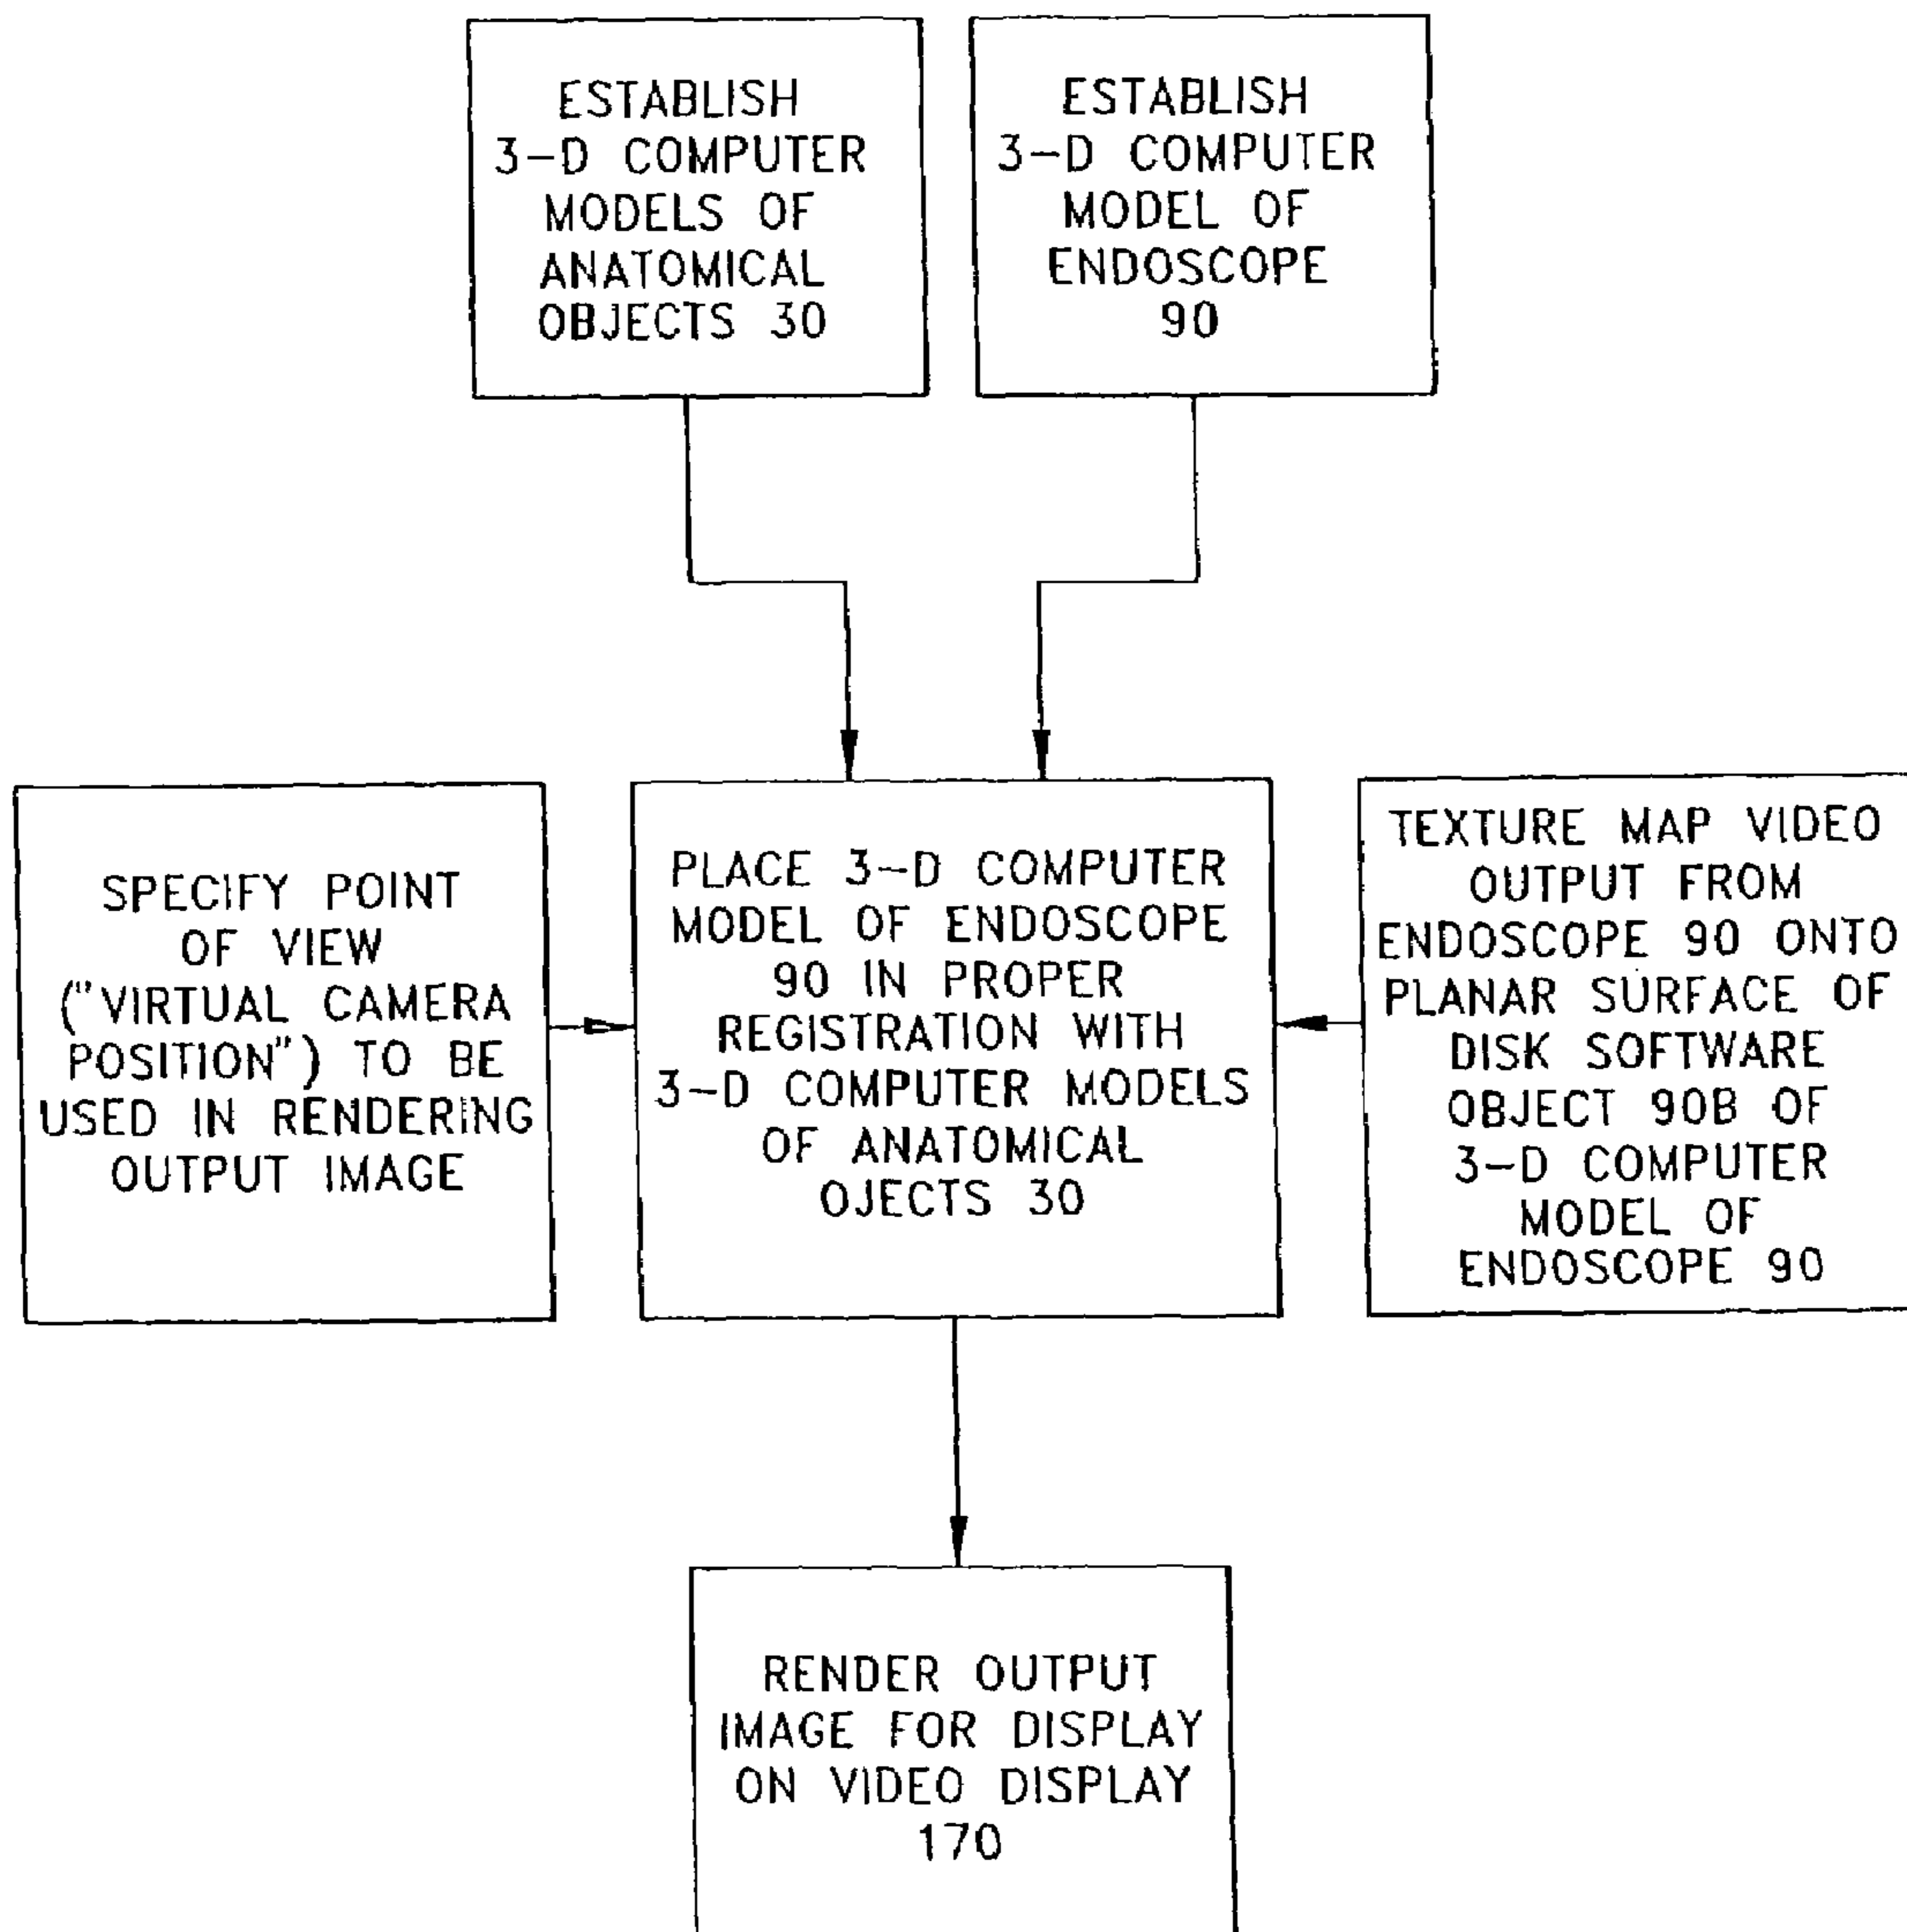 ESTABLISH
3-D COMPUTER
MODELS OF
ANATOMICAL
OBJECTS 30
ESTABLISH
3-D COMPUTER
MODEL OF
ENDOSCOPE
90
SPECIFY POINT
OF VIEW
("VIRTUAL CAMERA
POSITION") TO BE
USED IN RENDERING
OUTPUT IMAGE
PLACE 3-D COMPUTER
MODEL OF ENDOSCOPE
90 IN PROPER
REGISTRATION WITH
3-D COMPUTER MODELS
OF ANATOMICAL
OJECTS 30
TEXTURE MAP VIDEO
OUTPUT FROM
ENDOSCOPE 90 ONTO
PLANAR SURFACE OF
DISK SOFTWARE
OBJECT 90B OF
3-D COMPUTER
MODEL OF
ENDOSCOPE 90
RENDER OUTPUT
IMAGE FOR DISPLAY
ON VIDEO DISPLAY
170